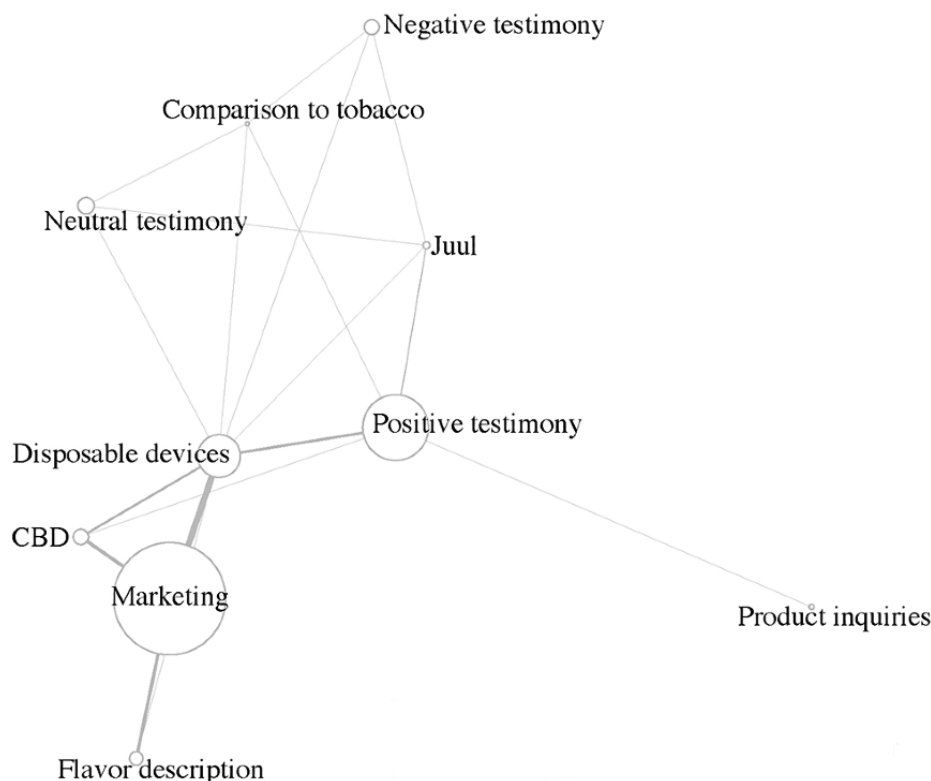 Negative testimony
Comparison to tobacco
Neutral testimony
Juul
Positive testimony
Disposable devices
CBD
Marketing
Product inquiries
Flavor description